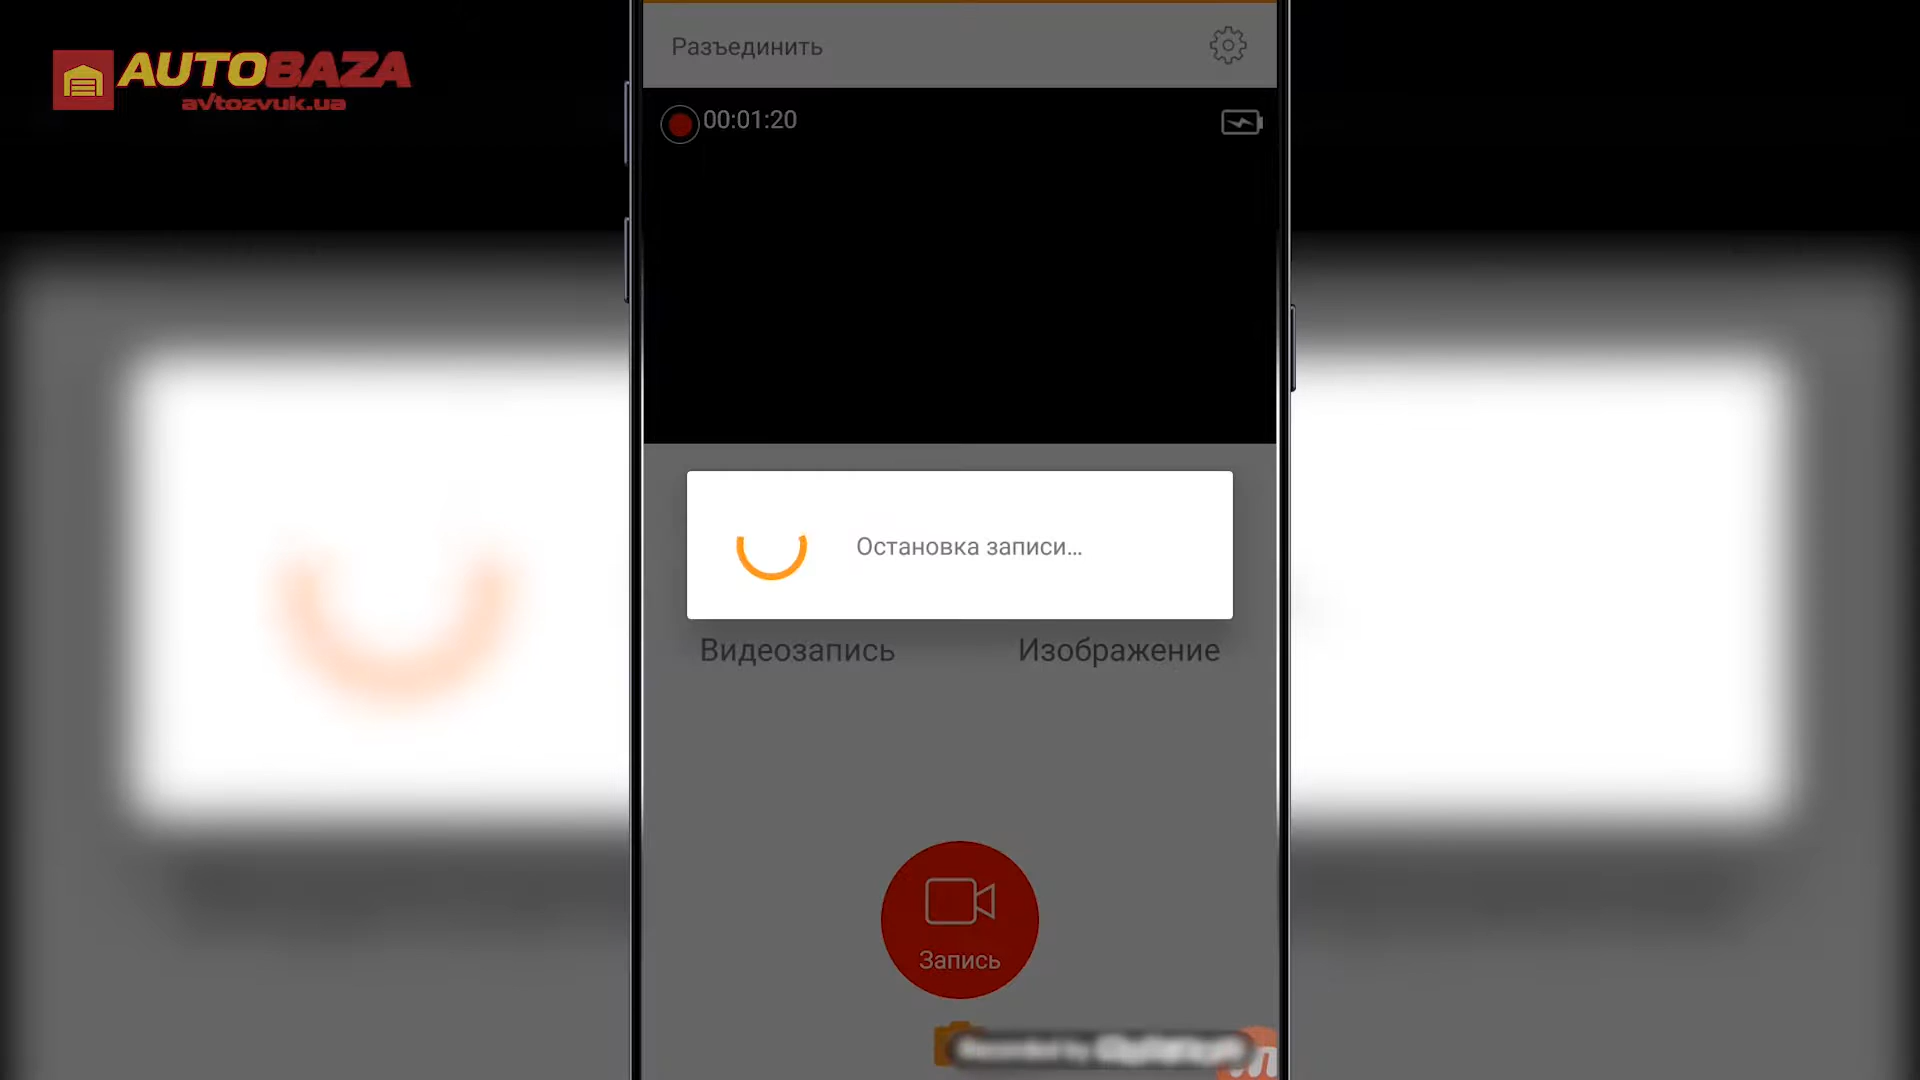 AUTOBAZA
avtozvuk.ua
Разъединить
00:01:20
Остановка записи...
Видеозапись
Изображение
Запись